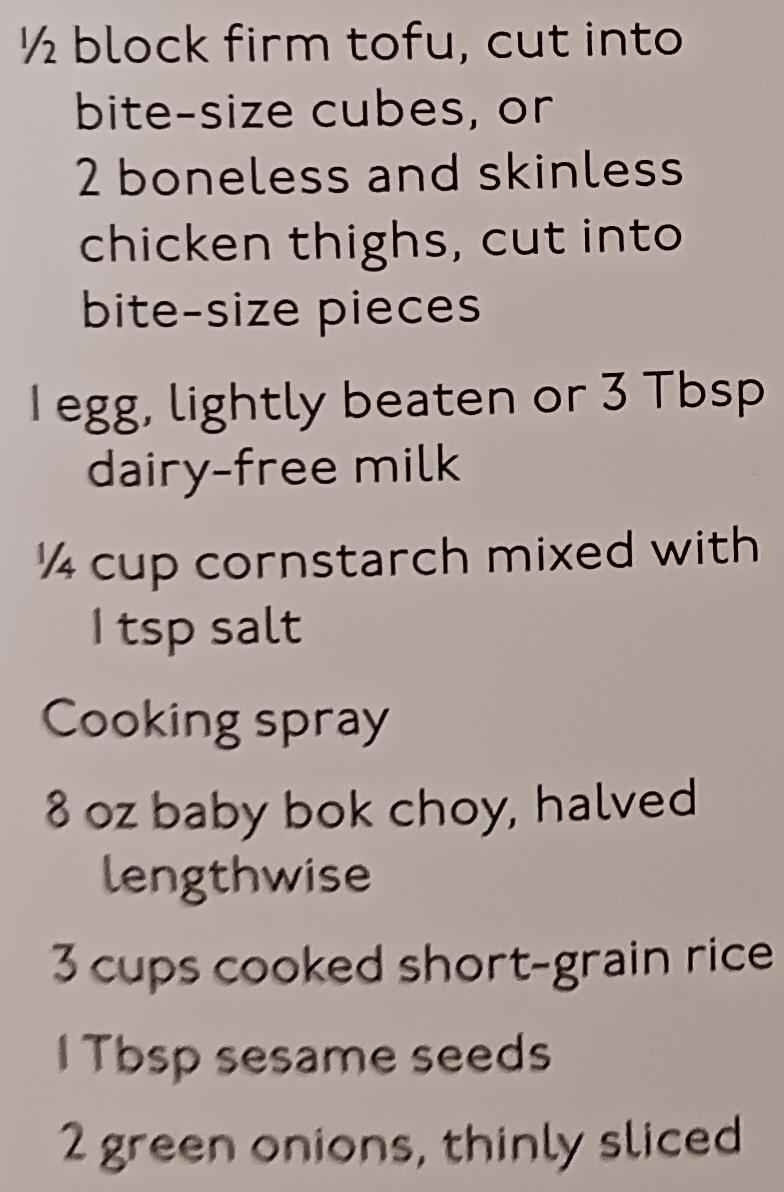 ½ block firm tofu, cut into
bite-size cubes, or
2 boneless and skinless
chicken thighs, cut into
bite-size pieces
1 egg, lightly beaten or 3 Tbsp
dairy-free milk
¼ cup cornstarch mixed with
1 tsp salt
Cooking spray
8 oz baby bok choy, halved
lengthwise
3 cups cooked short-grain rice
1 Tbsp sesame seeds
2 green onions, thinly sliced